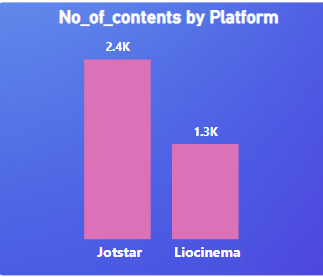 No_of_contents by Platform
2.4K
1.3K
Jotstar Liocinema